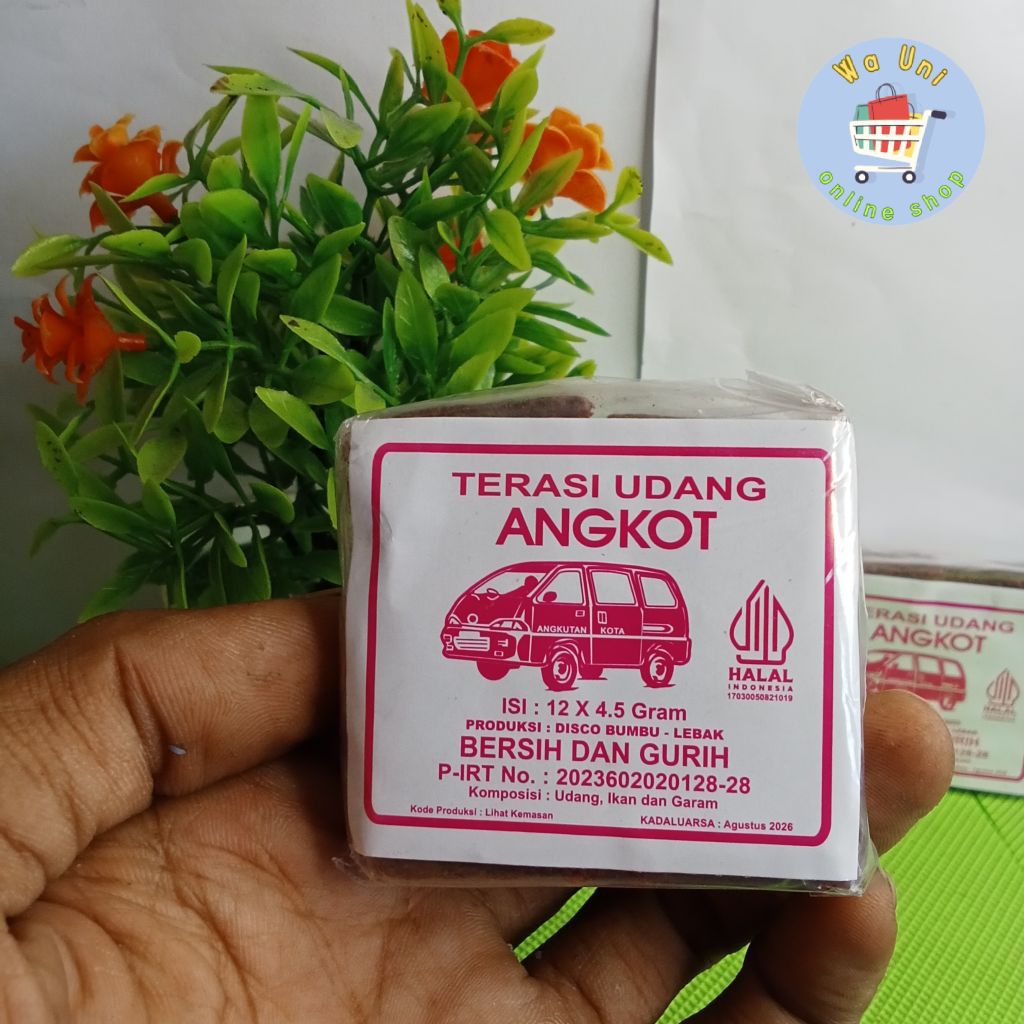 Wa Uni
online shop
TERASI UDANG
ANGKOT
ANGKUTAN KOTA
HALAL
INDONESIA
17030050821019
ISI : 12 X 4.5 Gram
PRODUKSI : DISCO BUMBU - LEBAK
BERSIH DAN GURIH
P-IRT No. : 2023602020128-28
Komposisi : Udang, Ikan dan Garam
Kode Produksi : Lihat Kemasan
KADALUARSA : Agustus 2026
ERASI UDANG
ANGKOT
HALAL